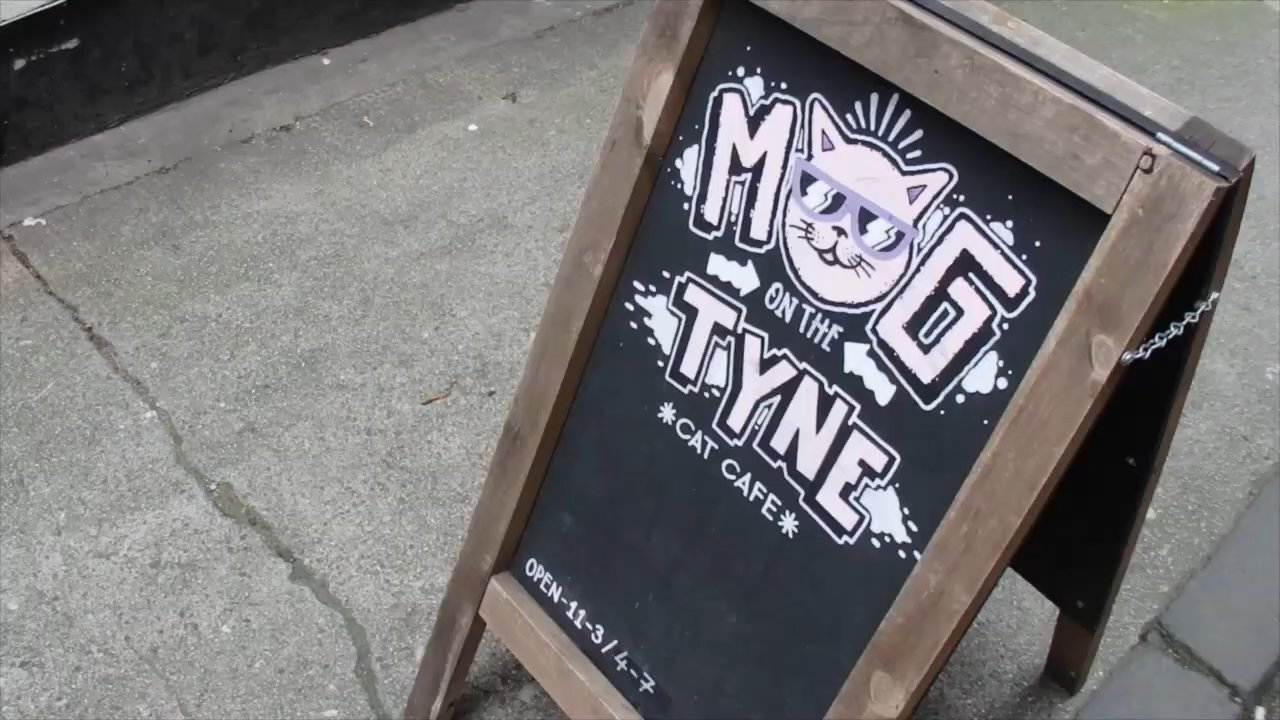 MOG
ON THE
TYNE
*CAT CAFE*
OPEN-11-3/4-7